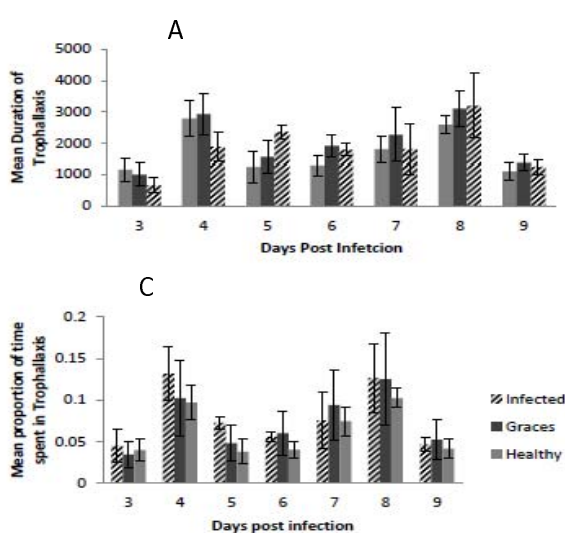 A
Mean Duration of
Trophallaxis
5000
4000
3000
2000
1000
0
3 4 5 6 7 8 9
Days Post Infetcion
C
Mean proportion of time
spent in Trophallaxis
0.2
0.15
0.1
0.05
0
3 4 5 6 7 8 9
Days post infection
Infected
Graces
Healthy